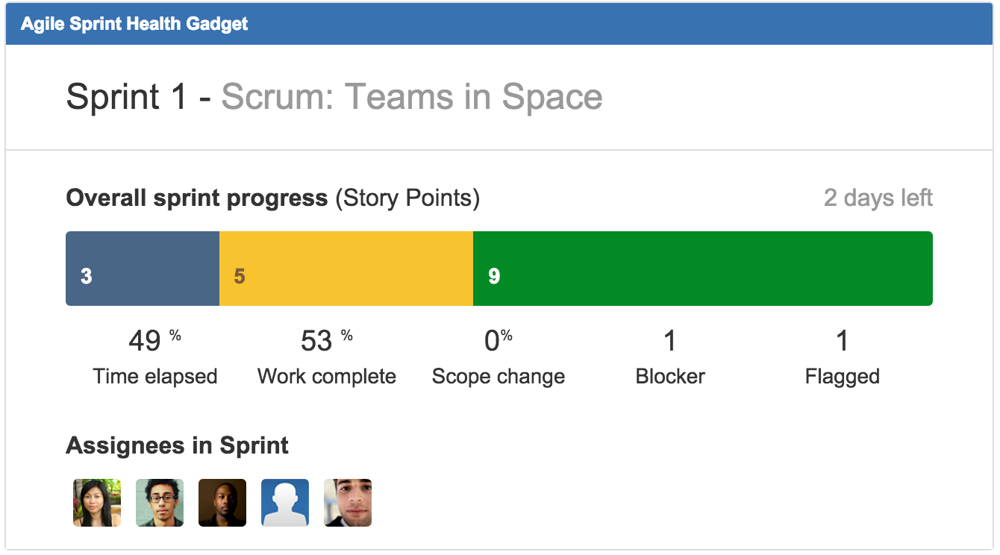 Agile Sprint Health Gadget
Sprint 1 - Scrum: Teams in Space
Overall sprint progress (Story Points) 2 days left
3 5 9
49 % 53 % 0% 1 1
Time elapsed Work complete Scope change Blocker Flagged
Assignees in Sprint